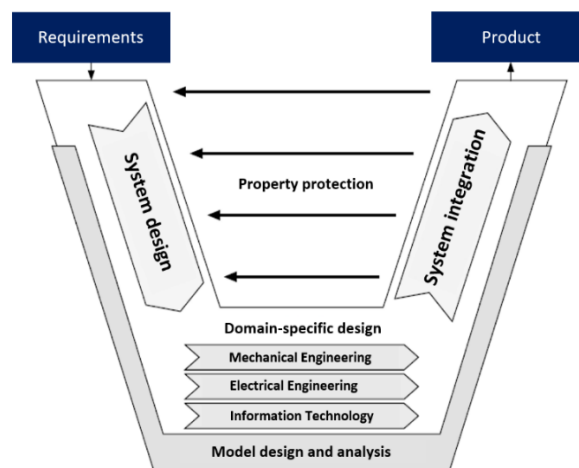 Requirements
Product
System design
Property protection
System integration
Domain-specific design
Mechanical Engineering
Electrical Engineering
Information Technology
Model design and analysis